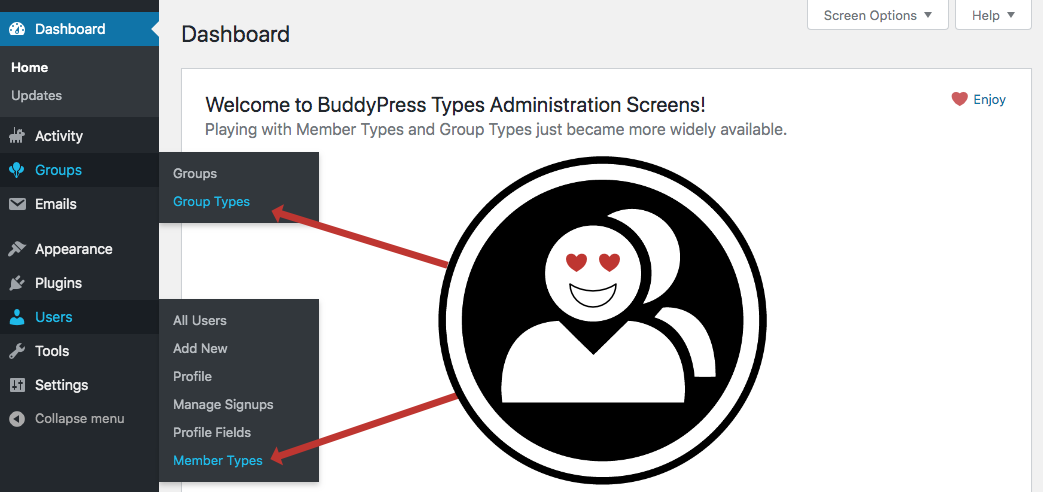 Dashboard
Home
Updates
Activity
Groups
Emails
Appearance
Plugins
Users
Tools
Settings
Collapse menu
Groups
Group Types
All Users
Add New
Profile
Manage Signups
Profile Fields
Member Types
Screen Options
Help
Dashboard
Welcome to BuddyPress Types Administration Screens!
Enjoy
Playing with Member Types and Group Types just became more widely available.